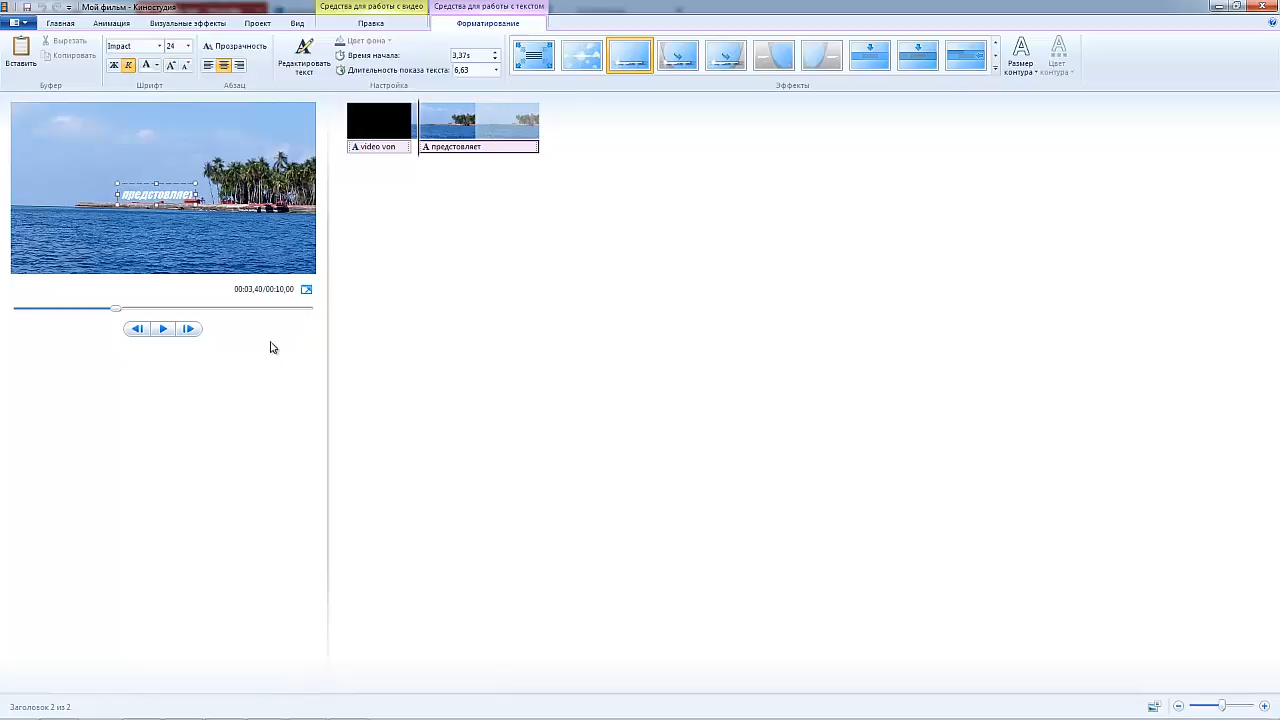 Мой фильм - Киностудия
Средства для работы с видео
Средства для работы с текстом
Главная
Анимация
Визуальные эффекты
Проект
Вид
Правка
Форматирование
Вставить
Вырезать
Копировать
Буфер
Impact
24
Ж
К
A
Шрифт
Прозрачность
Абзац
Редактировать текст
Цвет фона
Время начала:
3,37s
Длительность показа текста:
6,63
Настройка
Эффекты
Размер контура
Цвет контура
предстовляет
00:03,40/00:10,00
A video von
A предстовляет
Заголовок 2 из 2